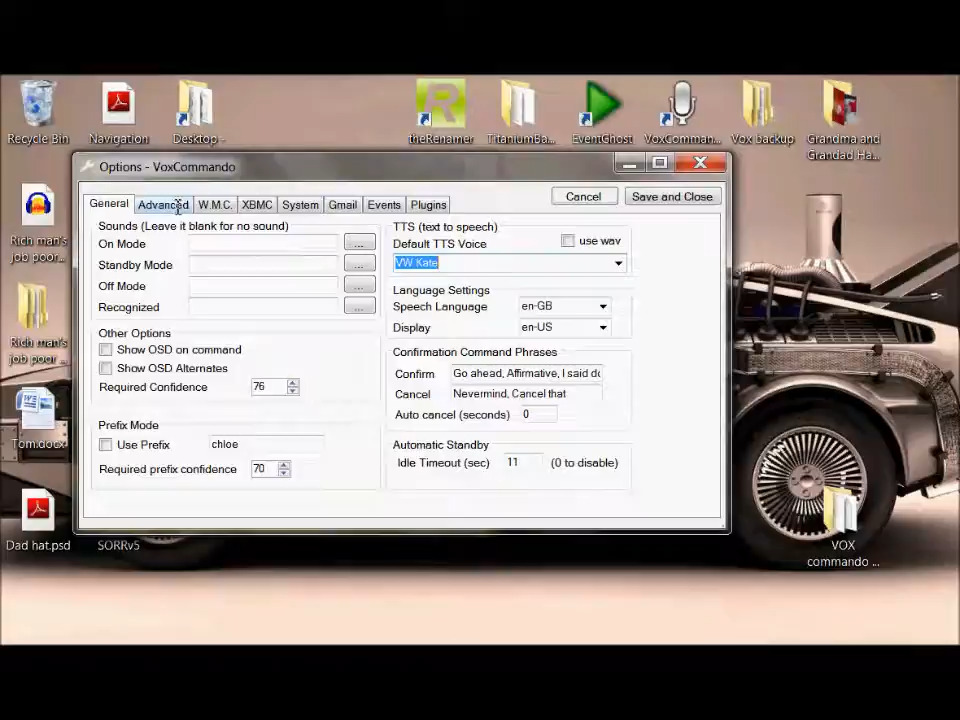 Recycle Bin
Navigation
Desktop -
theRenamer
TitaniumBa...
EventGhost
VoxComman...
Vox backup
Grandma and
Grandad Ha...
Rich man's
job poor...
Rich man's
job poor ...
Tom.docx
Dad hat.psd
SORRv5
VOX
commando ...
Options - VoxCommando
Cancel
Save and Close
General
Advanced
W.M.C.
XBMC
System
Gmail
Events
Plugins
Sounds (Leave it blank for no sound)
On Mode
...
Standby Mode
...
Off Mode
...
Recognized
...
Other Options
Show OSD on command
Show OSD Alternates
Required Confidence
76
Prefix Mode
Use Prefix
chloe
Required prefix confidence
70
TTS (text to speech)
Default TTS Voice
use wav
VW Kate
Language Settings
Speech Language
en-GB
Display
en-US
Confirmation Command Phrases
Confirm
Go ahead, Affirmative, I said do
Cancel
Nevermind, Cancel that
Auto cancel (seconds)
0
Automatic Standby
Idle Timeout (sec)
11
(0 to disable)